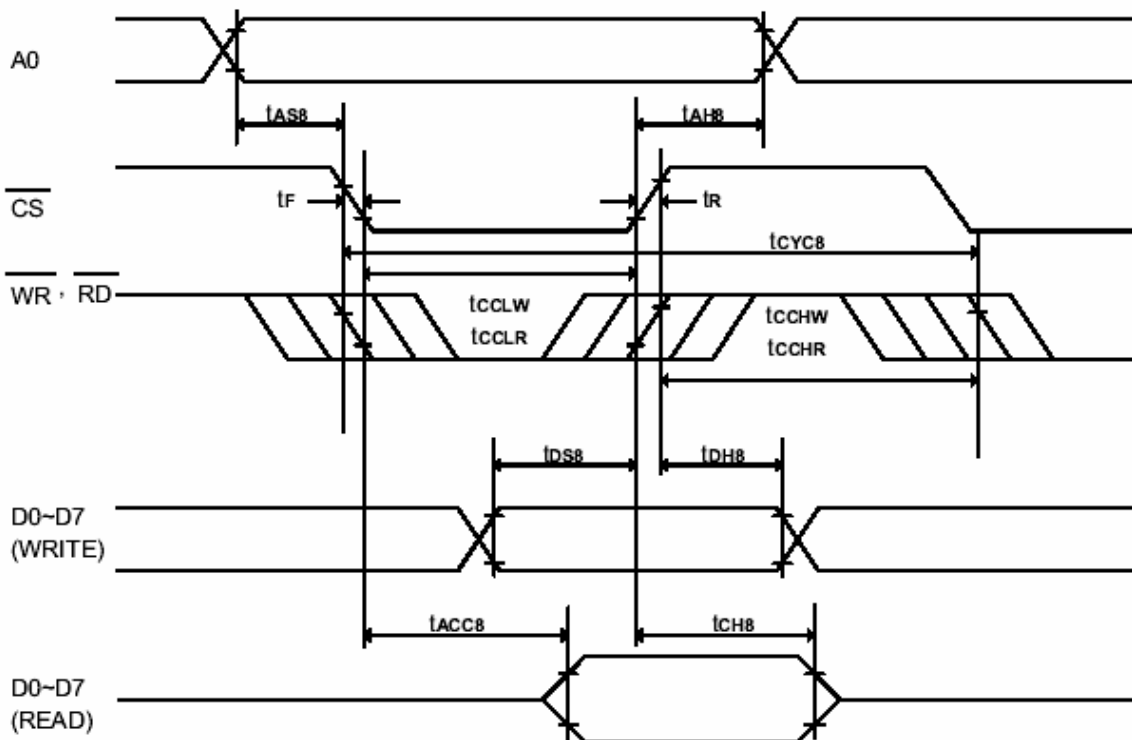 A0
tAS8
tAH8
CS
tF
tR
tCYC8
WR , RD
tCCLW
tCCLR
tCCHW
tCCHR
tDS8
tDH8
D0~D7
(WRITE)
tACC8
tCH8
D0~D7
(READ)